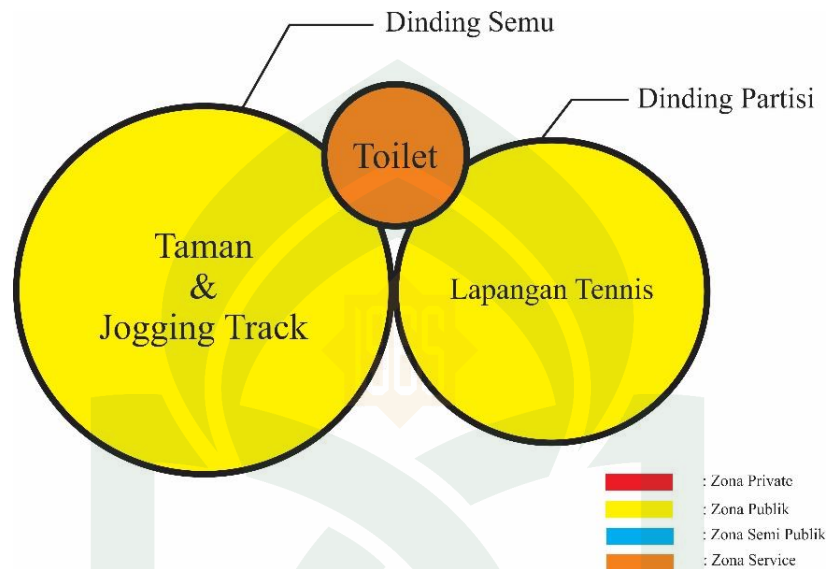 Dinding Semu
Dinding Partisi
Toilet
Taman
&
Jogging Track
Lapangan Tennis
: Zona Private
: Zona Publik
: Zona Semi Publik
: Zona Service